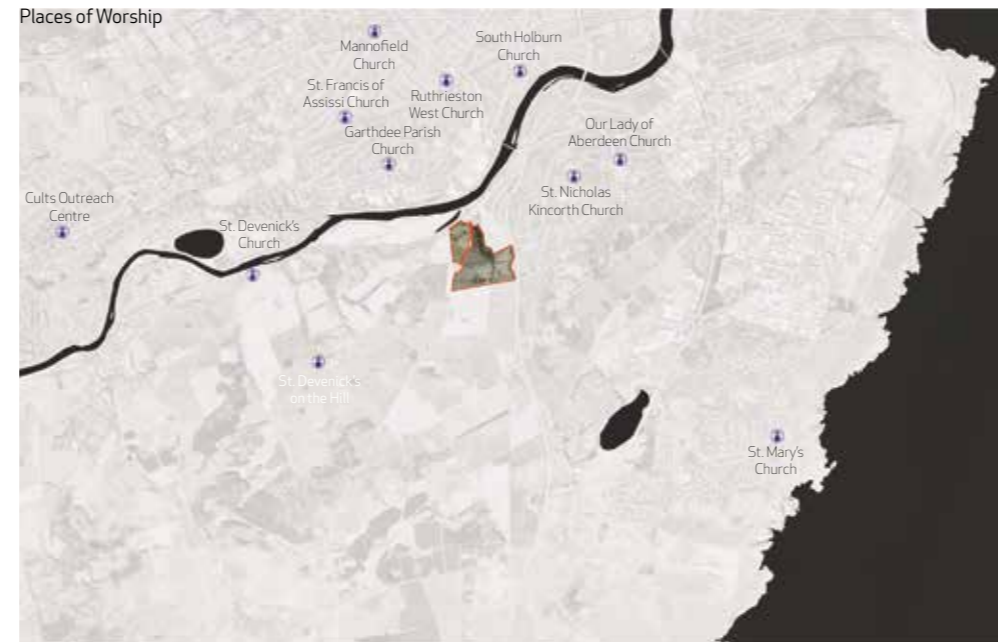 Places of Worship
Mannofield
Church
South Holburn
Church
St. Francis of
Assissi Church
Ruthrieston
West Church
Garthdee Parish
Church
Our Lady of
Aberdeen Church
St. Nicholas
Kincorth Church
Cults Outreach
Centre
St. Devenick's
Church
St. Devenick's
on the Hill
St. Mary's
Church